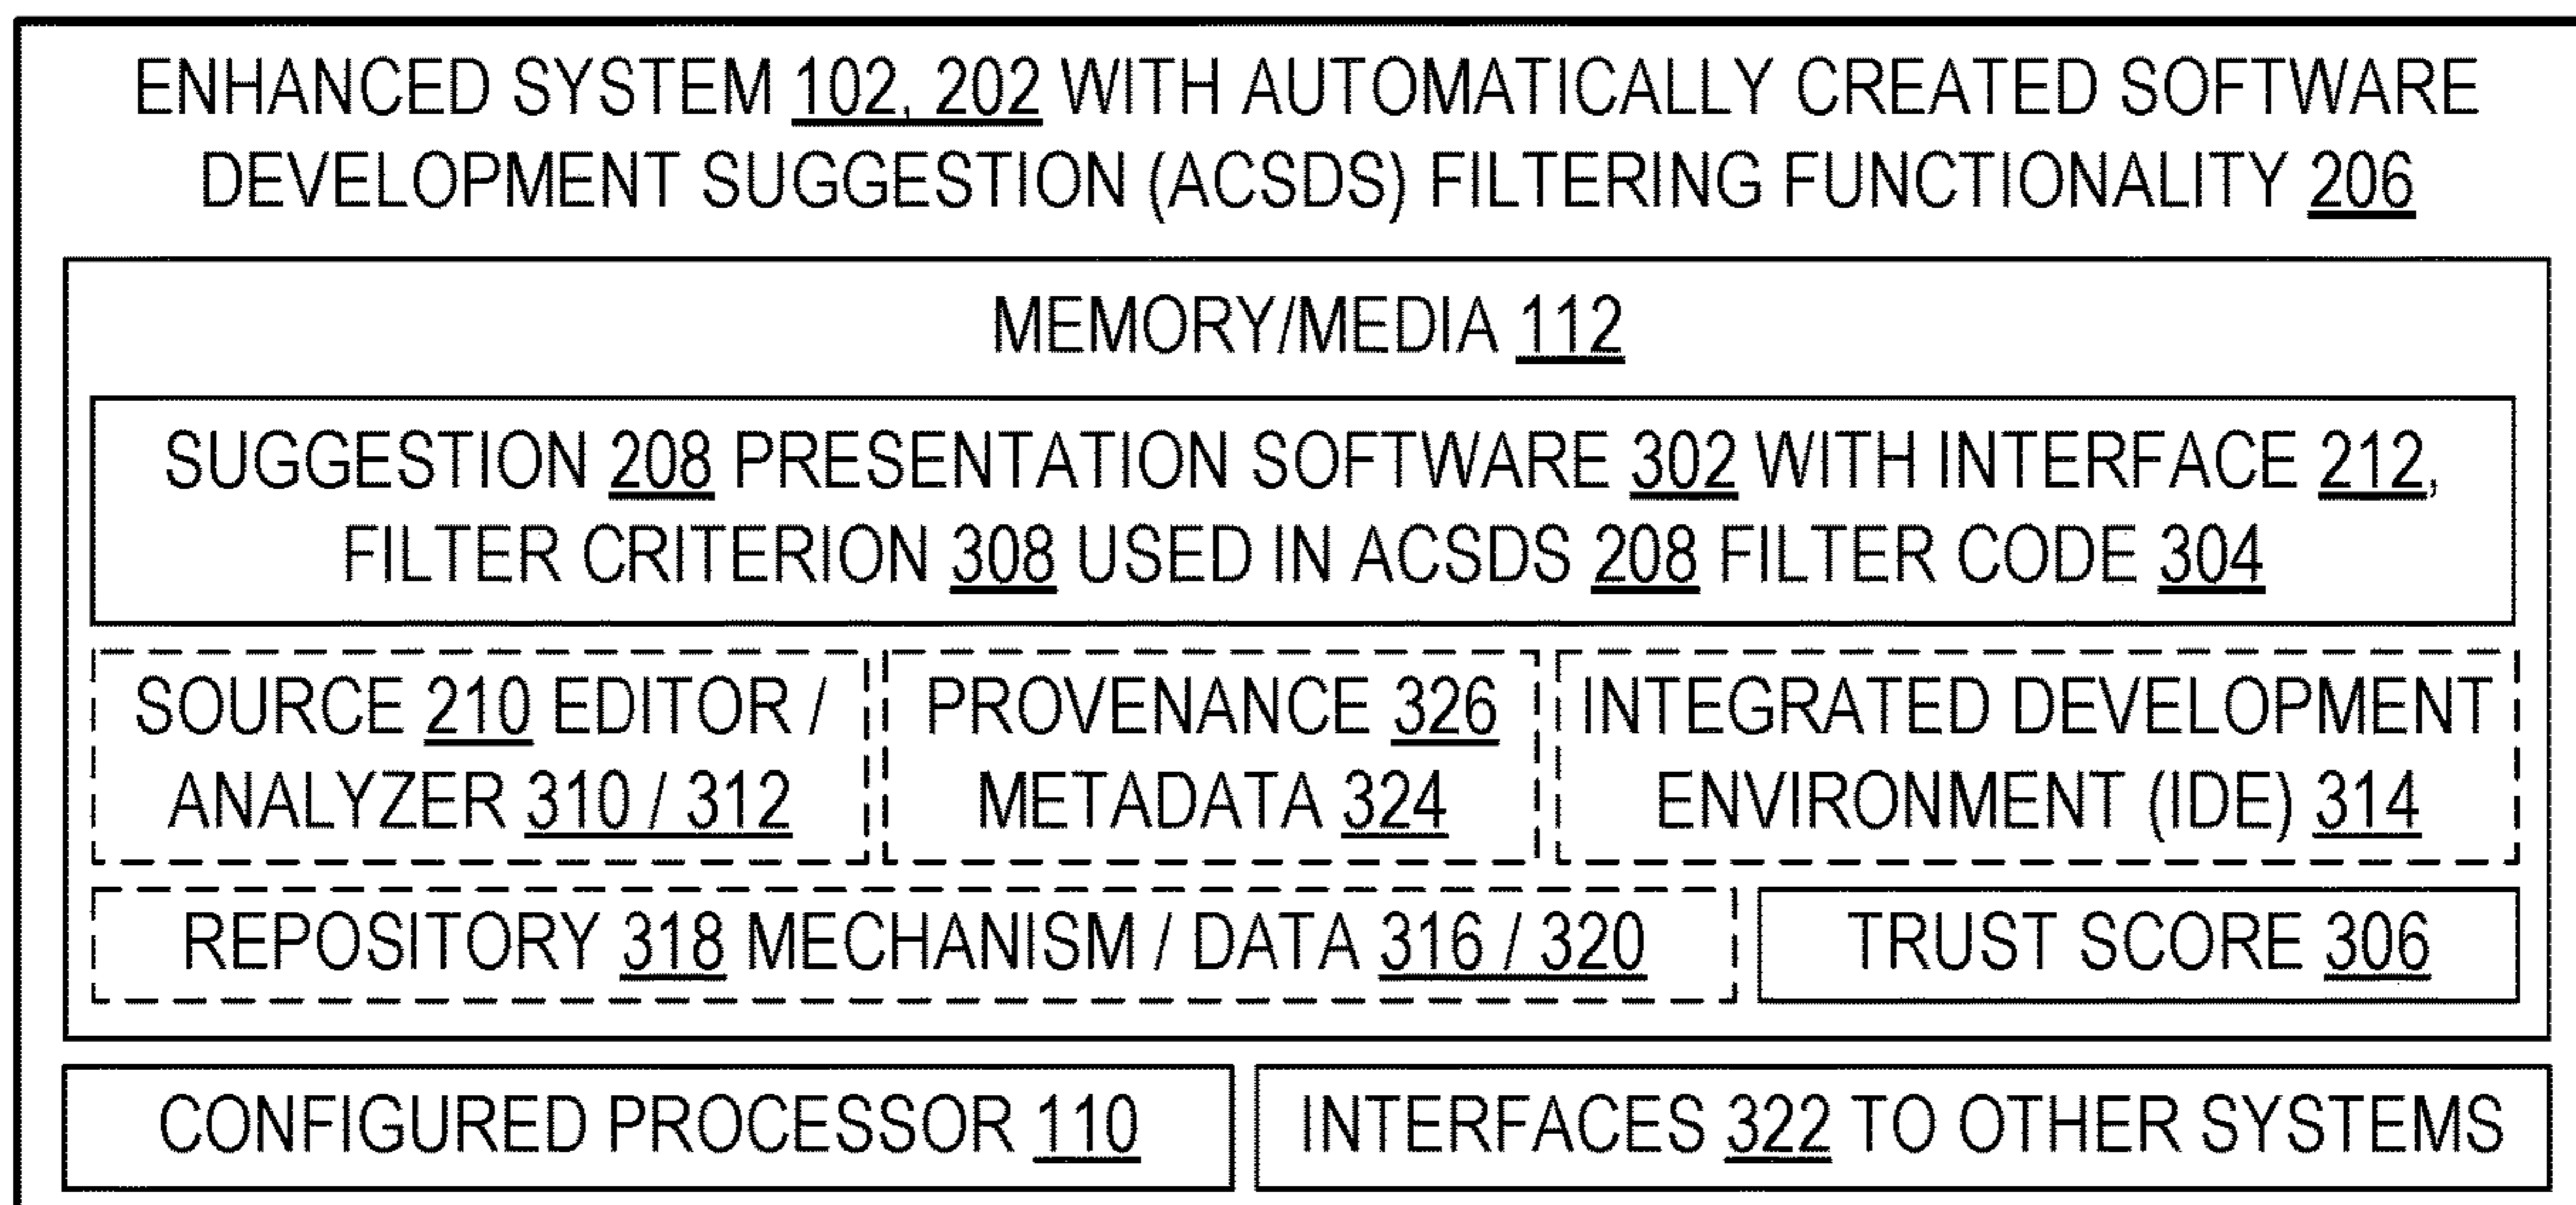 ENHANCED SYSTEM 102, 202 WITH AUTOMATICALLY CREATED SOFTWARE
DEVELOPMENT SUGGESTION (ACSDS) FILTERING FUNCTIONALITY 206
MEMORY/MEDIA 112
SUGGESTION 208 PRESENTATION SOFTWARE 302 WITH INTERFACE 212,
FILTER CRITERION 308 USED IN ACSDS 208 FILTER CODE 304
SOURCE 210 EDITOR /
ANALYZER 310 / 312
PROVENANCE 326
METADATA 324
INTEGRATED DEVELOPMENT
ENVIRONMENT (IDE) 314
REPOSITORY 318 MECHANISM / DATA 316 / 320
TRUST SCORE 306
CONFIGURED PROCESSOR 110
INTERFACES 322 TO OTHER SYSTEMS